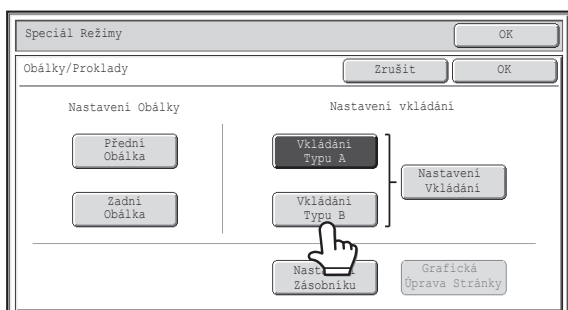 Speciál Režimy
OK
Obálky/Proklady
Zrušit
OK
Nastavení Obálky
Nastavení vkládání
Přední
Obálka
Vkládání
Typu A
Nastavení
Vkládání
Zadní
Obálka
Vkládání
Typu B
Zásobníku
Grafická
Úprava Stránky